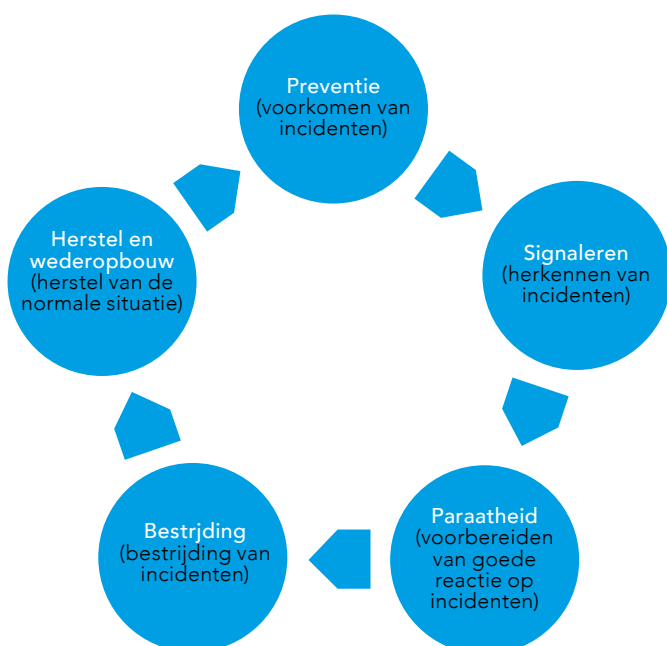 Preventie
(voorkomen van
incidenten)
Signaleren
(herkennen van
incidenten)
Paraatheid
(voorbereiden
van goede
reactie op
incidenten)
Bestrjding
(bestrijding van
incidenten)
Herstel en
wederopbouw
(herstel van de
normale situatie)